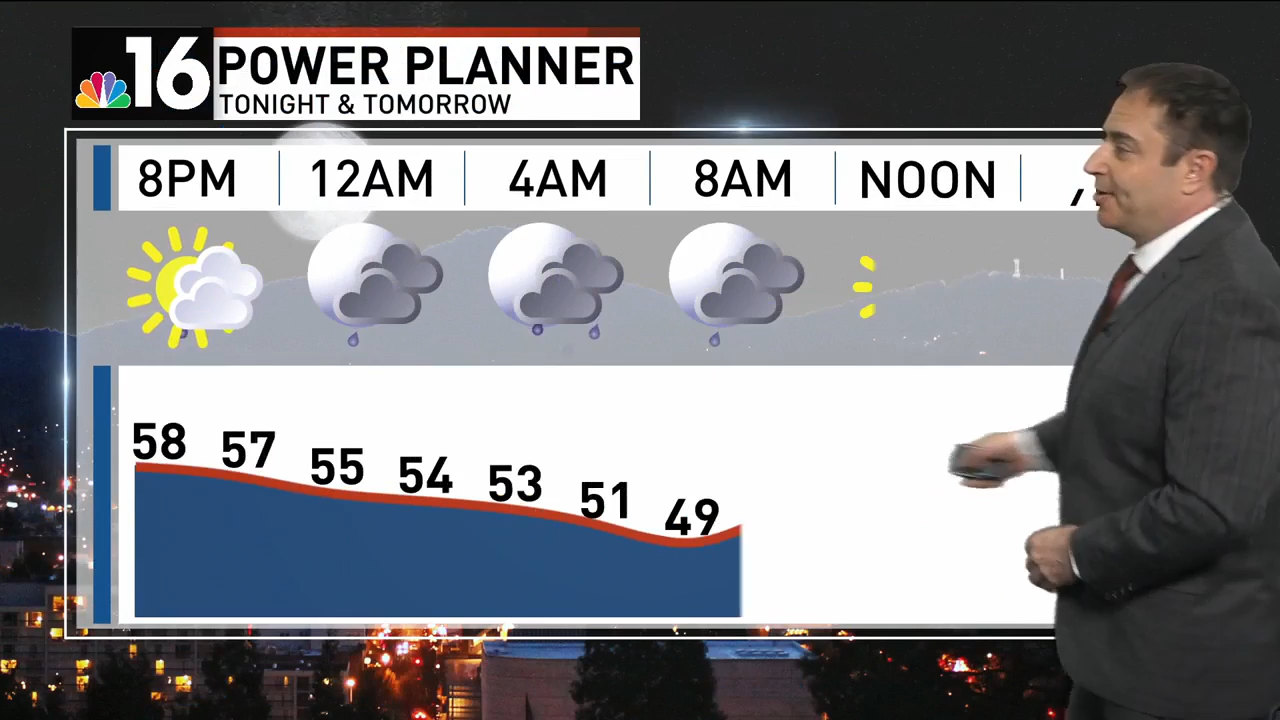 16
POWER PLANNER
TONIGHT & TOMORROW
8PM 12AM 4AM 8AM NOON
58 57 55 54 53 51 49